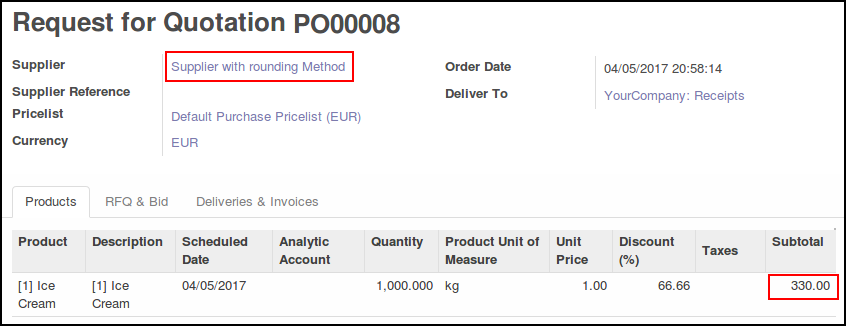 Request for Quotation PO00008
Supplier Supplier with rounding Method Order Date 04/05/2017 20:58:14
Supplier Reference Deliver To YourCompany: Receipts
Pricelist Default Purchase Pricelist (EUR)
Currency EUR
Products RFQ & Bid Deliveries & Invoices
Product Description Scheduled Analytic Quantity Product Unit of Unit Discount Taxes Subtotal
Date Account Measure Price (%)
[1] Ice [1] Ice 04/05/2017 1,000.000 kg 1.00 66.66 330.00
Cream Cream